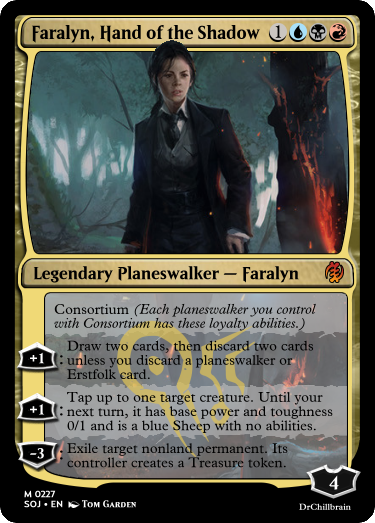 Faralyn, Hand of the Shadow 1
Legendary Planeswalker — Faralyn
Consortium (Each planeswalker you control
with Consortium has these loyalty abilities.)
+1: Draw two cards, then discard two cards
unless you discard a planeswalker or
Erstfolk card.
+1: Tap up to one target creature. Until your
next turn, it has base power and toughness
0/1 and is a blue Sheep with no abilities.
-3: Exile target nonland permanent. Its
controller creates a Treasure token.
4
M 0227
SOJ • EN Tom Garden
DrChillbrain